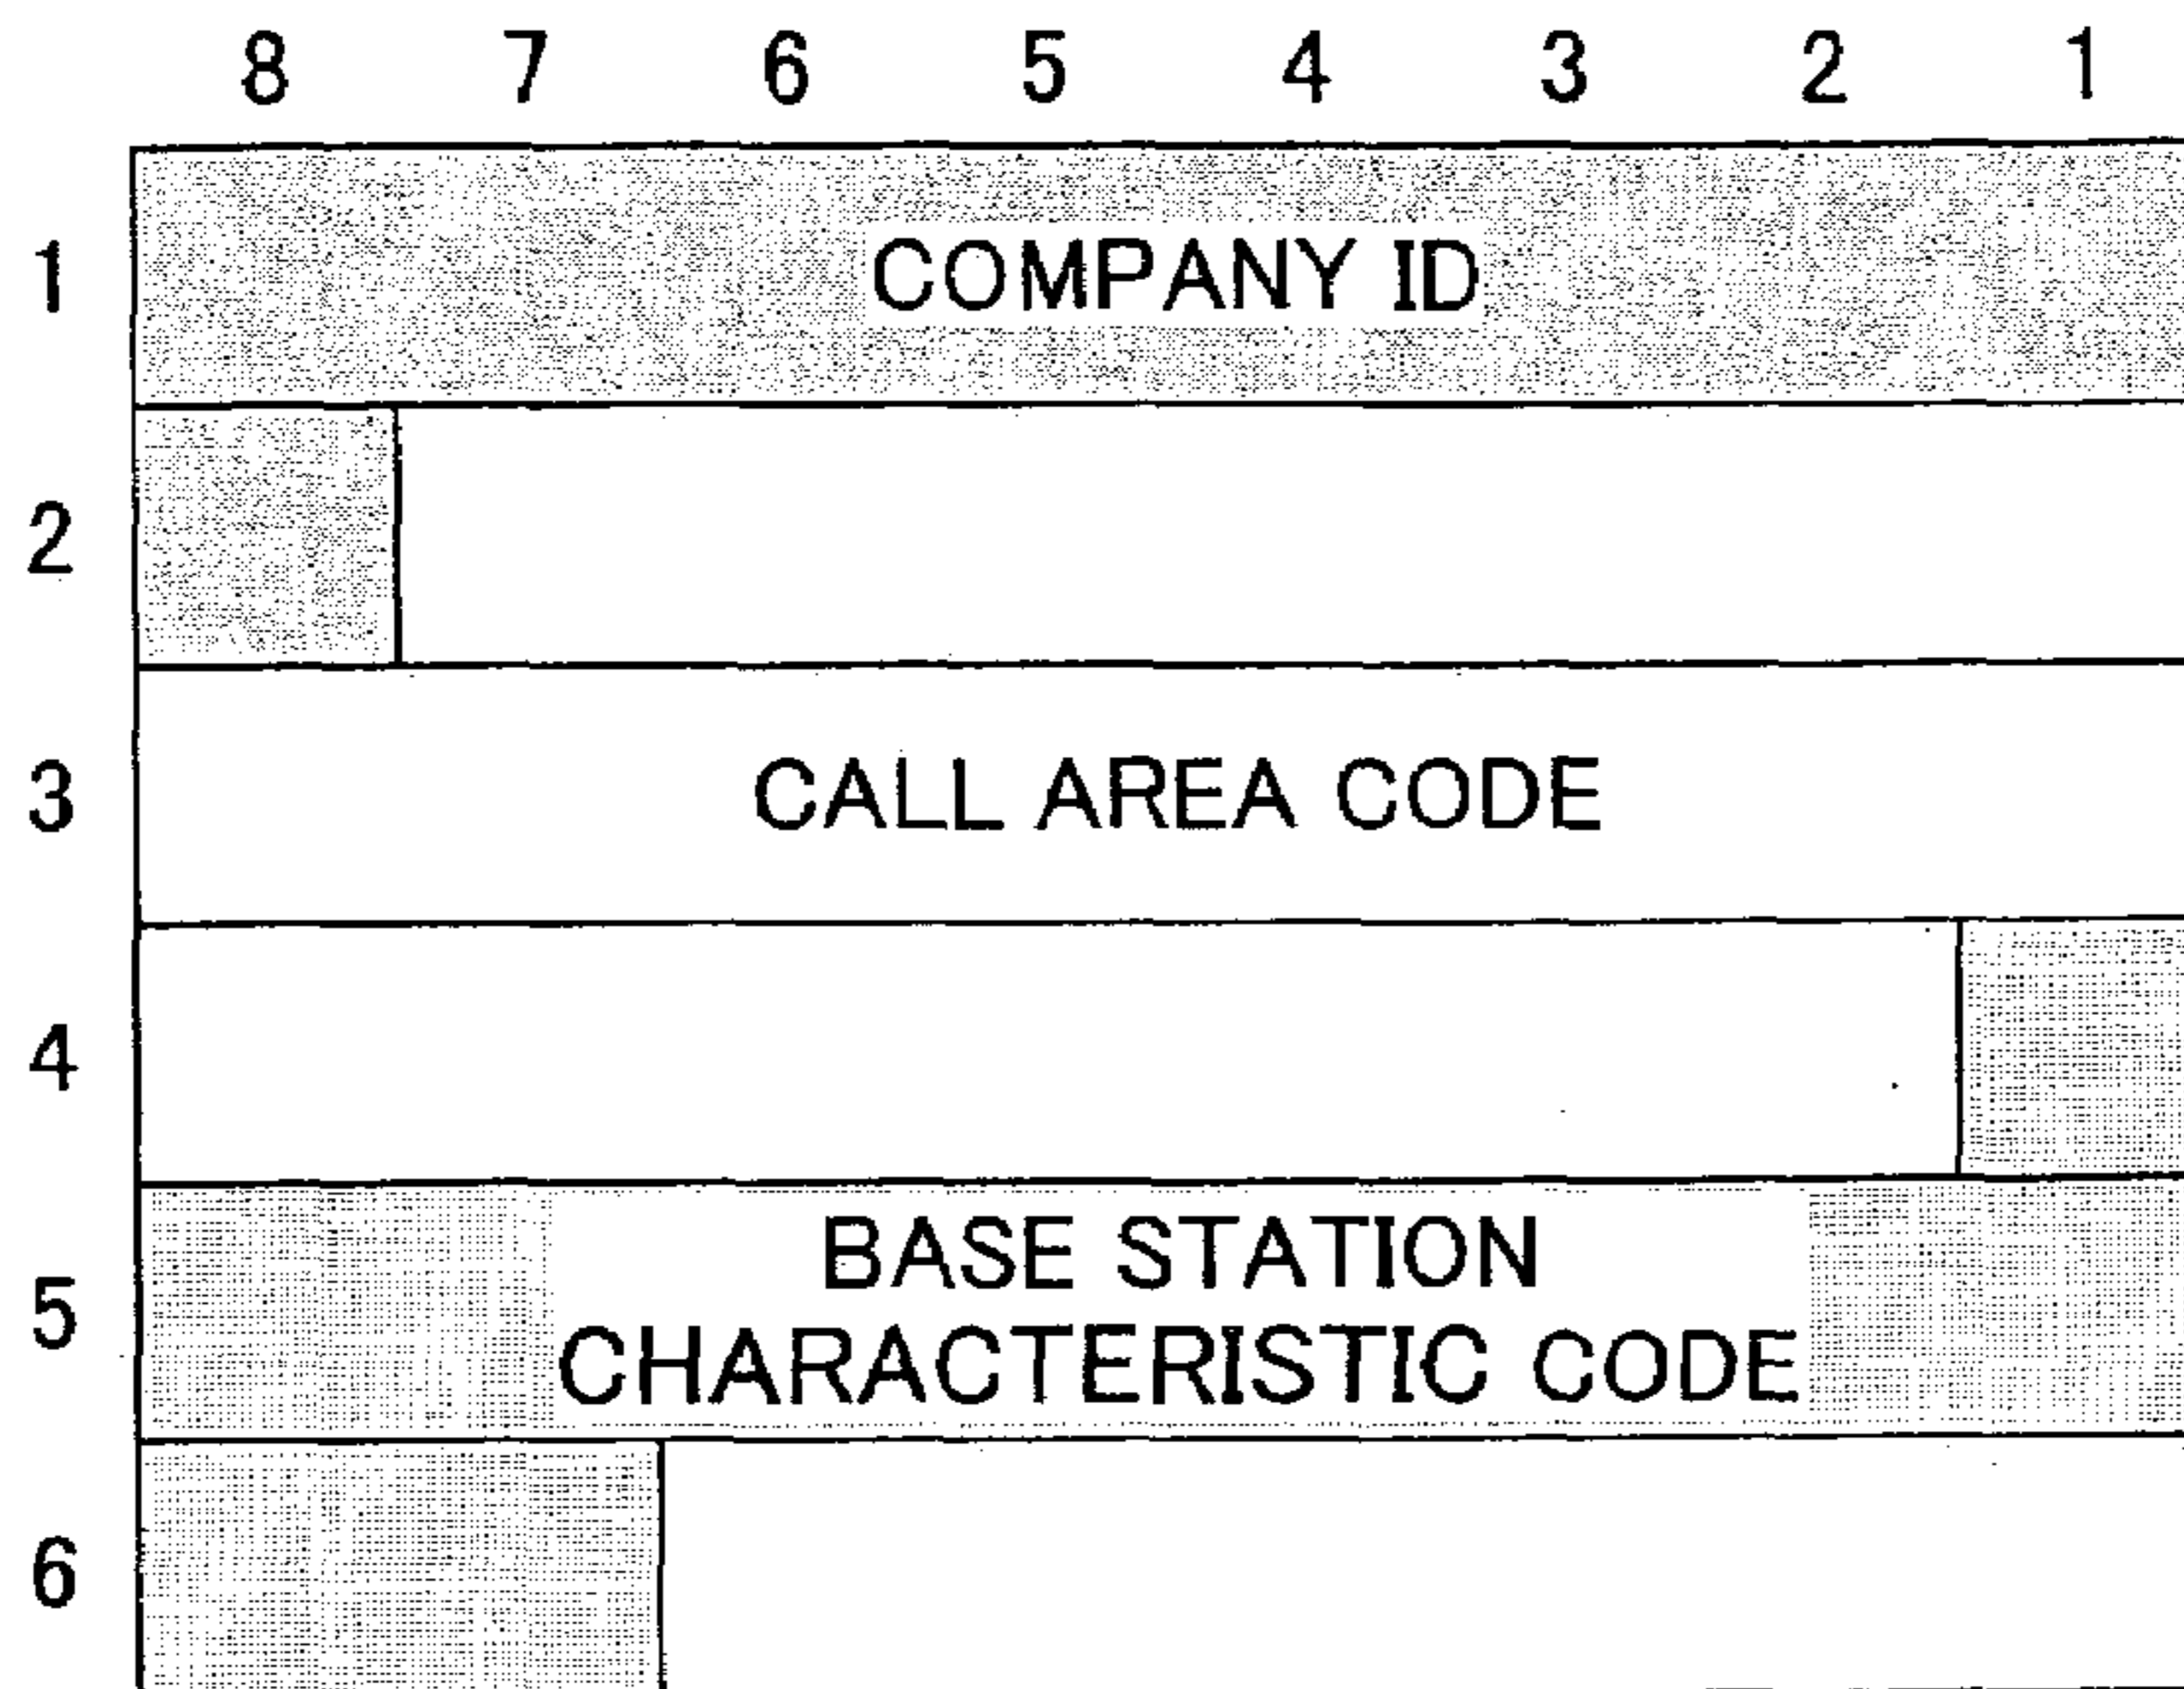 8 7 6 5 4 3 2 1
1 COMPANY ID
2
3 CALL AREA CODE
4
5 BASE STATION
CHARACTERISTIC CODE
6